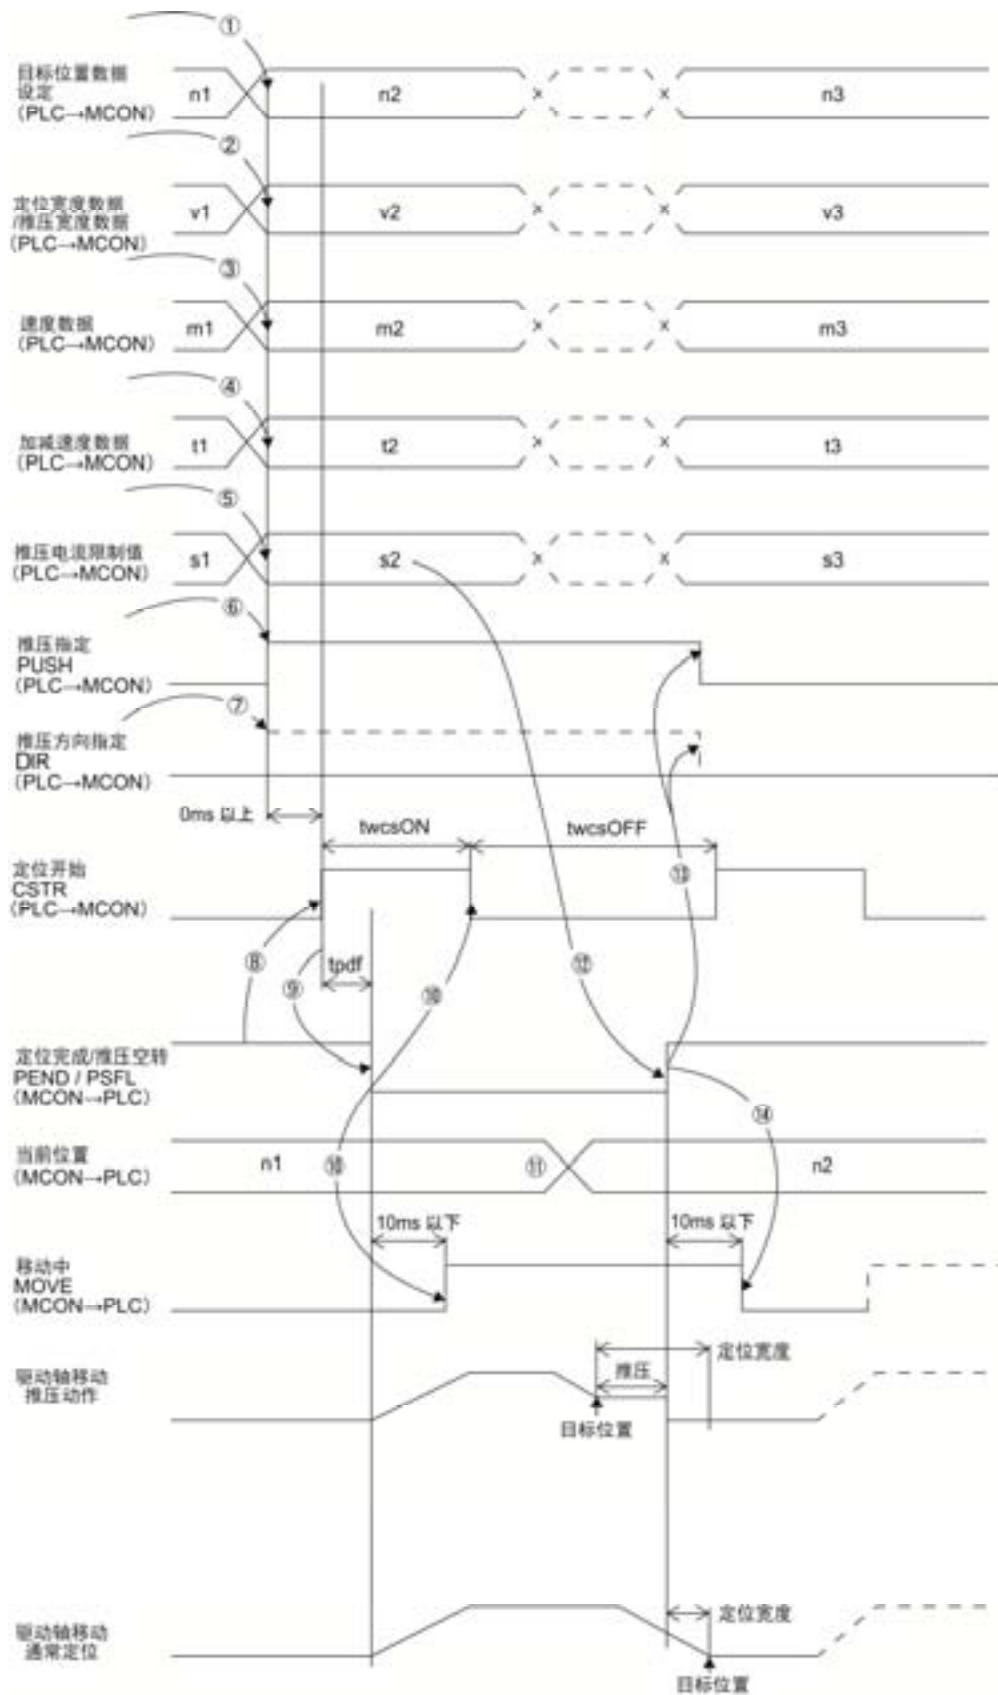 ①
目标位置数据
设定
（PLC→MCON）
n1
n2
n3
②
定位宽度数据
/推压宽度数据
（PLC→MCON）
v1
v2
v3
③
速度数据
（PLC→MCON）
m1
m2
m3
④
加减速度数据
（PLC→MCON）
t1
t2
t3
⑤
推压电流限制值
（PLC→MCON）
s1
s2
s3
⑥
推压指定
PUSH
（PLC→MCON）
⑦
推压方向指定
DIR
（PLC→MCON）
0ms 以上
twcsON
twcsOFF
定位开始
CSTR
（PLC→MCON）
⑬
⑧
⑨
tpdf
⑩
⑫
定位完成/推压空转
PEND / PSFL
（MCON→PLC）
⑭
当前位置
（MCON→PLC）
n1
⑩
⑪
n2
10ms 以下
10ms 以下
移动中
MOVE
（MCON→PLC）
定位宽度
驱动轴移动
推压动作
推压
目标位置
定位宽度
驱动轴移动
通常定位
目标位置